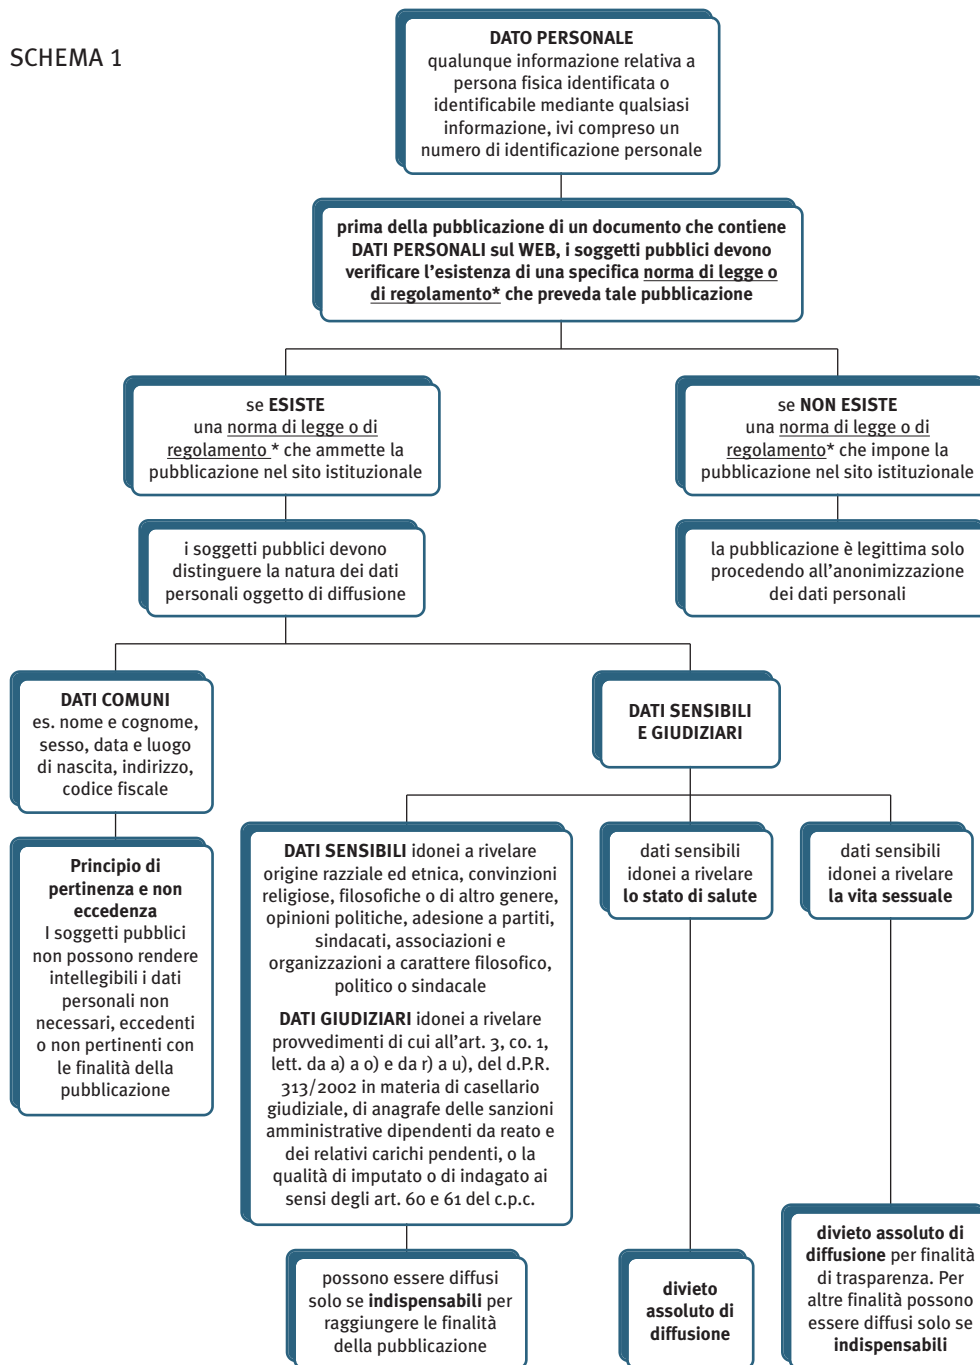 SCHEMA 1
DATO PERSONALE
qualunque informazione relativa a
persona fisica identificata o
identificabile mediante qualsiasi
informazione, ivi compreso un
numero di identificazione personale
prima della pubblicazione di un documento che contiene
DATI PERSONALI sul WEB, i soggetti pubblici devono
verificare l'esistenza di una specifica norma di legge o
di regolamento* che preveda tale pubblicazione
se ESISTE
una norma di legge o di
regolamento * che ammette la
pubblicazione nel sito istituzionale
se NON ESISTE
una norma di legge o di
regolamento* che impone la
pubblicazione nel sito istituzionale
i soggetti pubblici devono
distinguere la natura dei dati
personali oggetto di diffusione
la pubblicazione è legittima solo
procedendo all'anonimizzazione
dei dati personali
DATI COMUNI
es. nome e cognome,
sesso, data e luogo
di nascita, indirizzo,
codice fiscale
DATI SENSIBILI
E GIUDIZIARI
Principio di
pertinenza e non
eccedenza
I soggetti pubblici
non possono rendere
intellegibili i dati
personali non
necessari, eccedenti
o non pertinenti con
le finalità della
pubblicazione
DATI SENSIBILI idonei a rivelare
origine razziale ed etnica, convinzioni
religiose, filosofiche o di altro genere,
opinioni politiche, adesione a partiti,
sindacati, associazioni e
organizzazioni a carattere filosofico,
politico o sindacale
DATI GIUDIZIARI idonei a rivelare
provvedimenti di cui all'art. 3, co. 1,
lett. da a) a o) e da r) a u), del d.P.R.
313/2002 in materia di casellario
giudiziale, di anagrafe delle sanzioni
amministrative dipendenti da reato e
dei relativi carichi pendenti, o la
qualità di imputato o di indagato ai
sensi degli art. 60 e 61 del c.p.c.
dati sensibili
idonei a rivelare
lo stato di salute
dati sensibili
idonei a rivelare
la vita sessuale
possono essere diffusi
solo se indispensabili per
raggiungere le finalità
della pubblicazione
divieto
assoluto di
diffusione
divieto assoluto di
diffusione per finalità
di trasparenza. Per
altre finalità possono
essere diffusi solo se
indispensabili